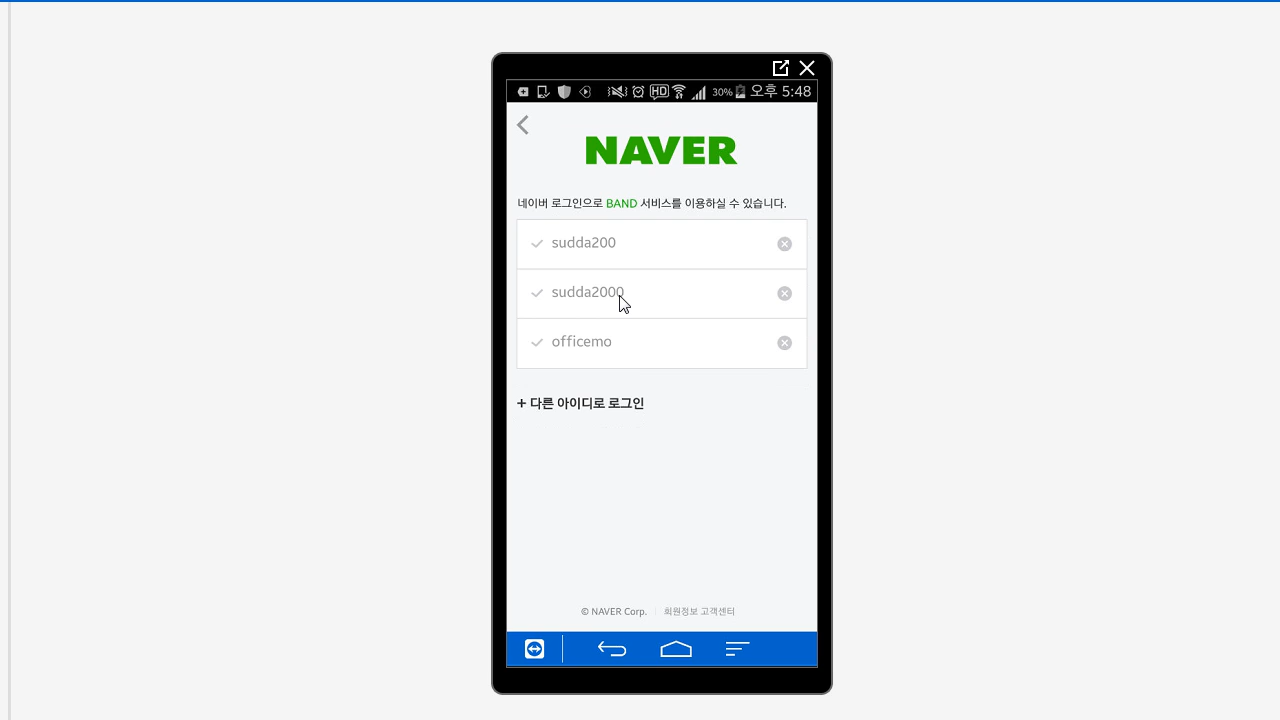 HD 30% 오후 5:48
NAVER
네이버 로그인으로 BAND 서비스를 이용하실 수 있습니다.
sudda200
sudda2000
officemo
+ 다른 아이디로 로그인
© NAVER Corp. 회원정보 고객센터